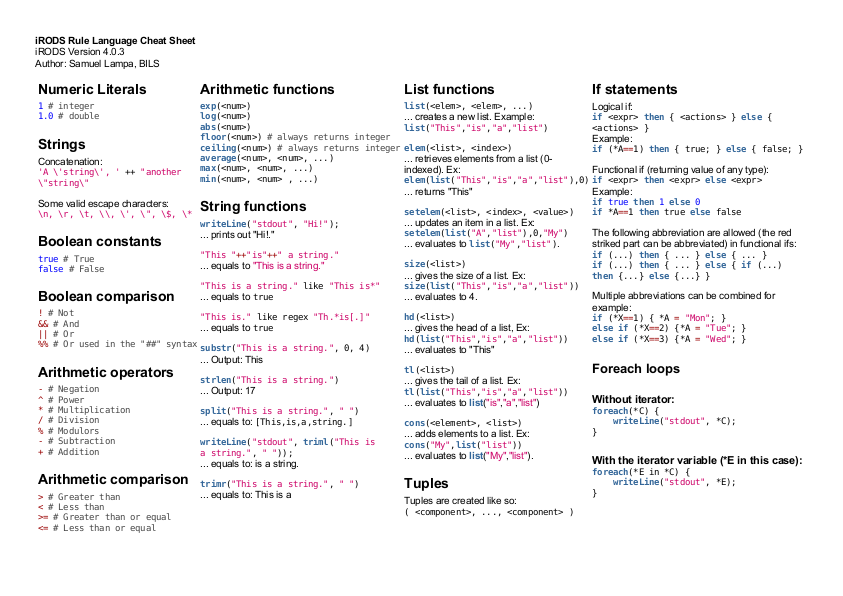 iRODS Rule Language Cheat Sheet
iRODS Version 4.0.3
Author: Samuel Lampa, BILS
Numeric Literals
1 # integer
1.0 # double
Strings
Concatenation:
'A \'string\', ' ++ "another
\"string\"
Some valid escape characters:
\n, \r, \t, \\, \', \", \$, \*
Boolean constants
true # True
false # False
Boolean comparison
! # Not
&& # And
|| # Or
%% # Or used in the "##" syntax
Arithmetic operators
- # Negation
^ # Power
* # Multiplication
/ # Division
% # Modulors
- # Subtraction
+ # Addition
Arithmetic comparison
> # Greater than
< # Less than
>= # Greater than or equal
<= # Less than or equal
Arithmetic functions
exp(<num>)
log(<num>)
abs(<num>)
floor(<num>) # always returns integer
ceiling(<num>) # always returns integer
average(<num>, <num>, ...)
max(<num>, <num>, ...)
min(<num>, <num> , ...)
String functions
writeLine("stdout", "Hi!");
... prints out "Hi!."
"This "++"is"++" a string."
... equals to "This is a string."
"This is a string." like "This is*"
... equals to true
"This is." like regex "Th.*is[.]"
... equals to true
substr("This is a string.", 0, 4)
... Output: This
strlen("This is a string.")
... Output: 17
split("This is a string.", " ")
... equals to: [This,is,a,string.]
writeLine("stdout", triml("This is
a string.", " "));
... equals to: is a string.
trimr("This is a string.", " ")
... equals to: This is a
List functions
list(<elem>, <elem>, ...)
... creates a new list. Example:
list("This","is","a","list")
elem(<list>, <index>)
... retrieves elements from a list (0-
indexed). Ex:
elem(list("This","is","a","list"),0)
... returns "This"
setelem(<list>, <index>, <value>)
... updates an item in a list. Ex:
setelem(list("A","list"),0,"My")
... evaluates to list("My","list").
size(<list>)
... gives the size of a list. Ex:
size(list("This","is","a","list"))
... evaluates to 4.
hd(<list>)
... gives the head of a list. Ex:
hd(list("This","is","a","list"))
... evaluates to "This"
tl(<list>)
... gives the tail of a list. Ex:
tl(list("This","is","a","list"))
... evaluates to list("is","a","list")
cons(<element>, <list>)
... adds elements to a list. Ex:
cons("My",list("list"))
... evaluates to list("My","list").
Tuples
Tuples are created like so:
( <component>, ..., <component> )
If statements
Logical if:
if <expr> then { <actions> } else {
<actions> }
Example:
if (*A==1) then { true; } else { false; }
Functional if (returning value of any type):
if <expr> then <expr> else <expr>
Example:
if true then 1 else 0
if *A==1 then true else false
The following abbreviation are allowed (the red
striked part can be abbreviated) in functional ifs:
if (...) then { ... } else { ... }
if (...) then { ... } else { if (...)
then {...} else {...} }
Multiple abbreviations can be combined for
example:
if (*X==1) { *A = "Mon"; }
else if (*X==2) {*A = "Tue"; }
else if (*X==3) {*A = "Wed"; }
Foreach loops
Without iterator:
foreach(*C) {
writeLine("stdout", *C);
}
With the iterator variable (*E in this case):
foreach(*E in *C) {
writeLine("stdout", *E);
}